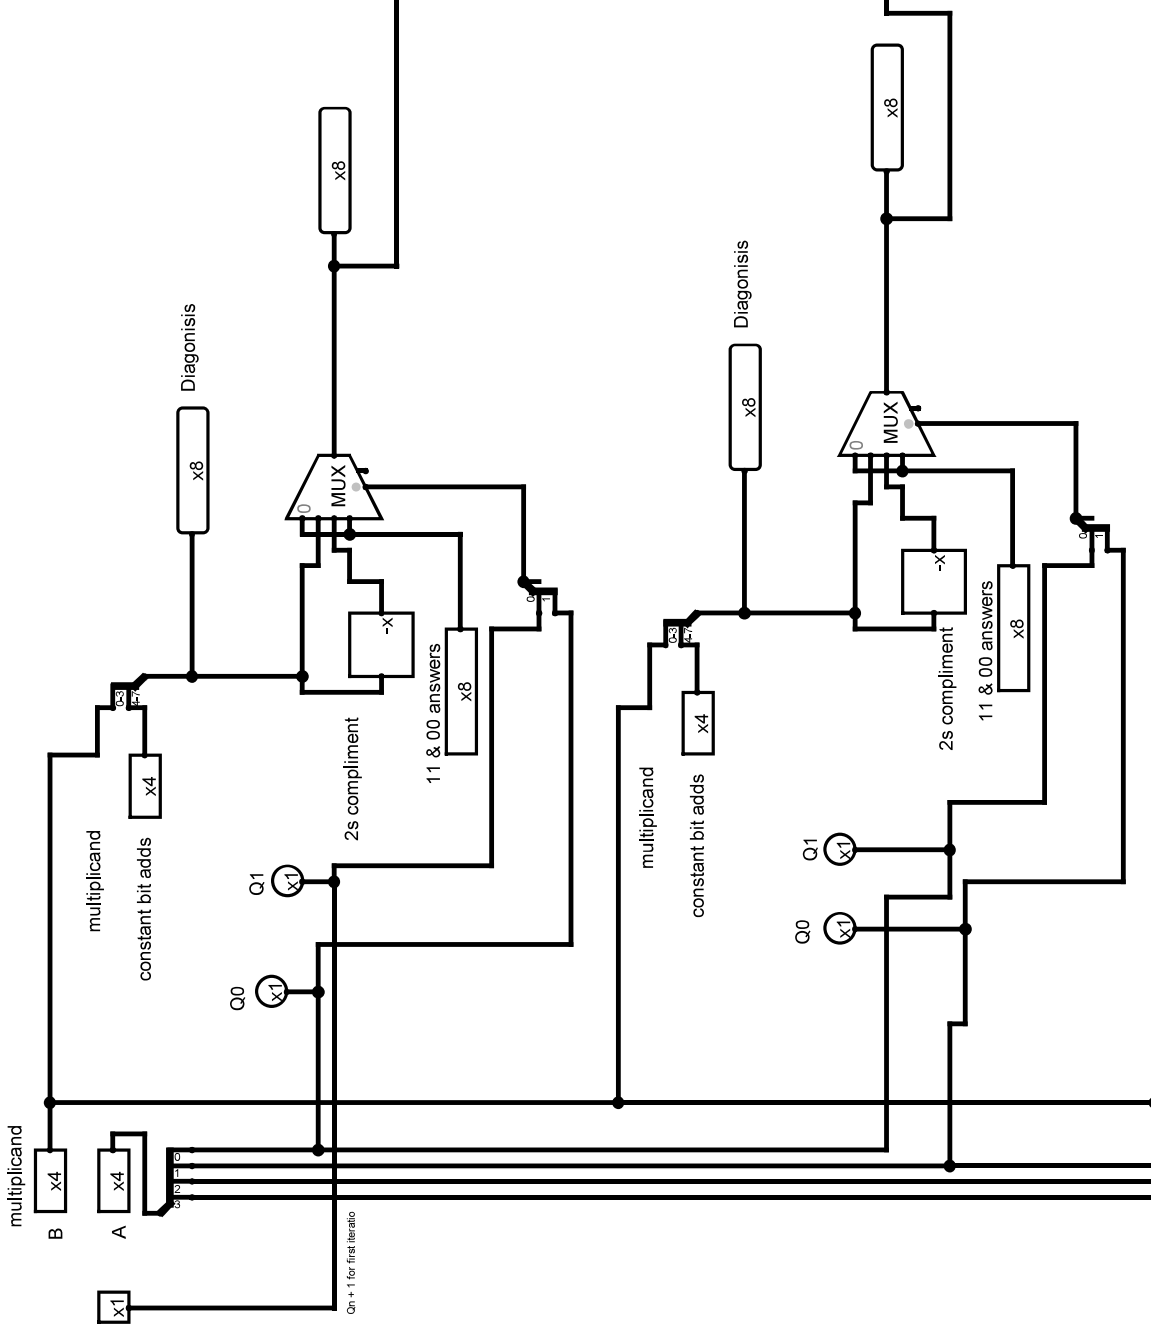 x8
x8
Diagonisis
x8
MUX
0
-x
0
1
0-3
4-7
x4
multiplicand
constant bit adds
2s compliment
11 & 00 answers
x8
Q1
x1
Q0
x1
Diagonisis
x8
MUX
0
-x
0
1
0-3
4-7
x4
multiplicand
constant bit adds
2s compliment
11 & 00 answers
x8
Q1
x1
Q0
x1
multiplicand
x4
B
x4
A
0
1
2
3
x1
Qn + 1 for first iteratio